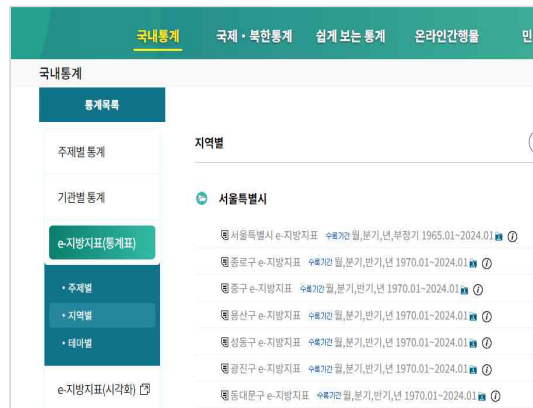 국내통계 국제・북한통계 쉽게 보는 통계 온라인간행물 민
국내통계
통계목록
주제별 통계
기관별 통계
e-지방지표(통계표)
• 주제별
• 지역별
• 테마별
e-지방지표(시각화)
지역별
서울특별시
서울특별시 e-지방지표 수록기간 월,분기,년,부정기 1965.01~2024.01
종로구 e-지방지표 수록기간 월,분기,반기,년 1970.01~2024.01
중구 e-지방지표 수록기간 월,분기,반기,년 1970.01~2024.01
용산구 e-지방지표 수록기간 월,분기,반기,년 1970.01~2024.01
성동구 e-지방지표 수록기간 월,분기,반기,년 1970.01~2024.01
광진구 e-지방지표 수록기간 월,분기,반기,년 1970.01~2024.01
동대문구 e-지방지표 수록기간 월,분기,반기,년 1970.01~2024.01